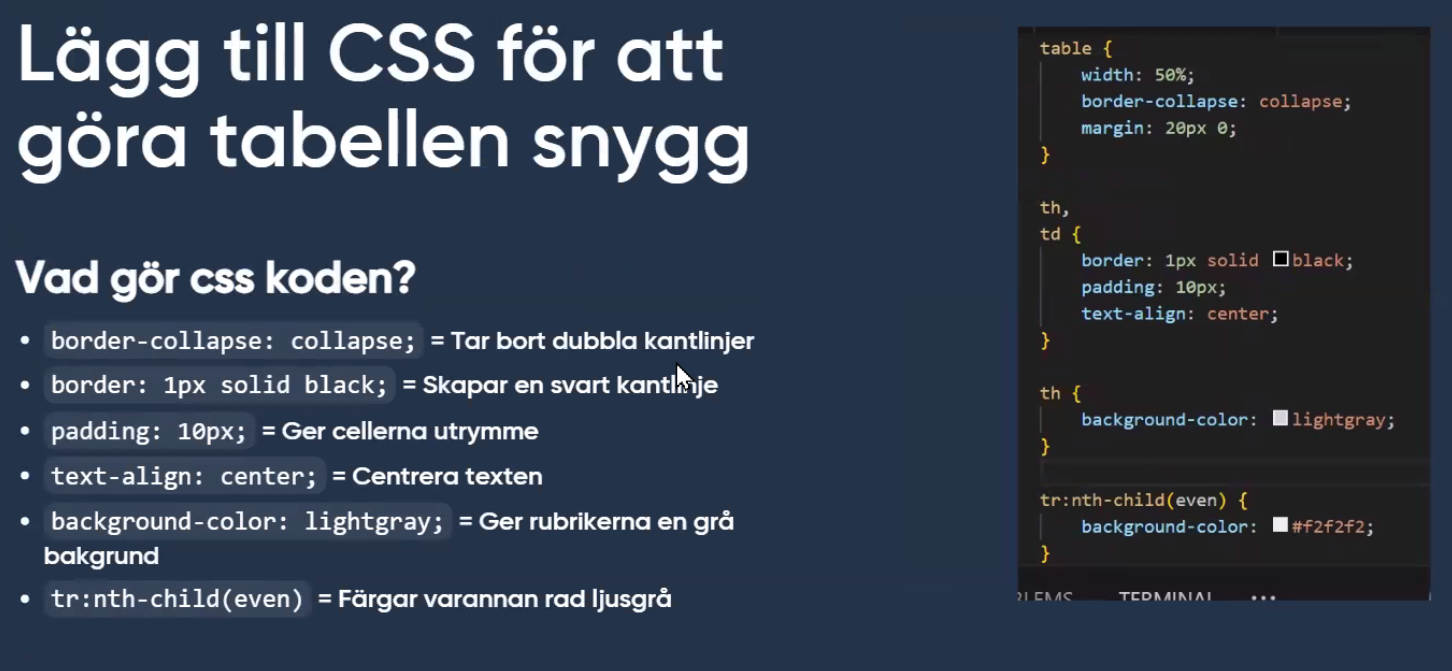 Lägg till CSS för att
göra tabellen snygg
Vad gör css koden?
• border-collapse: collapse; = Tar bort dubbla kantlinjer
• border: 1px solid black; = Skapar en svart kantlinje
• padding: 10px; = Ger cellerna utrymme
• text-align: center; = Centrera texten
• background-color: lightgray; = Ger rubrikerna en grå
bakgrund
• tr:nth-child(even) = Färgar varannan rad ljusgrå
table {
width: 50%;
border-collapse: collapse;
margin: 20px 0;
}
th,
td {
border: 1px solid black;
padding: 10px;
text-align: center;
}
th {
background-color: lightgray;
}
tr:nth-child(even) {
background-color: #f2f2f2;
}
TERMINAL ...